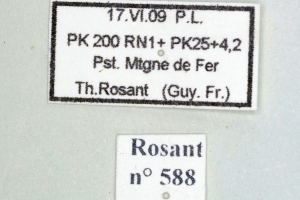 17.VI.09 P.L.
PK 200 RN1+ PK25+4,2
Pst. Mtgne de Fer
Th.Rosant (Guy. Fr.)
Rosant
n° 588